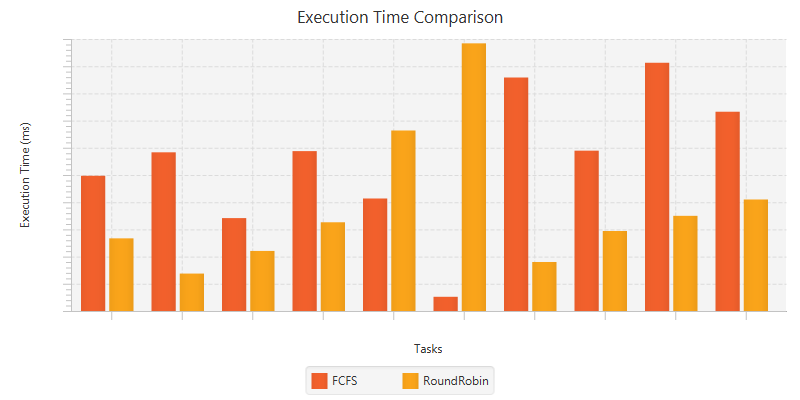 Execution Time Comparison
Execution Time (ms)
Tasks
FCFS
RoundRobin